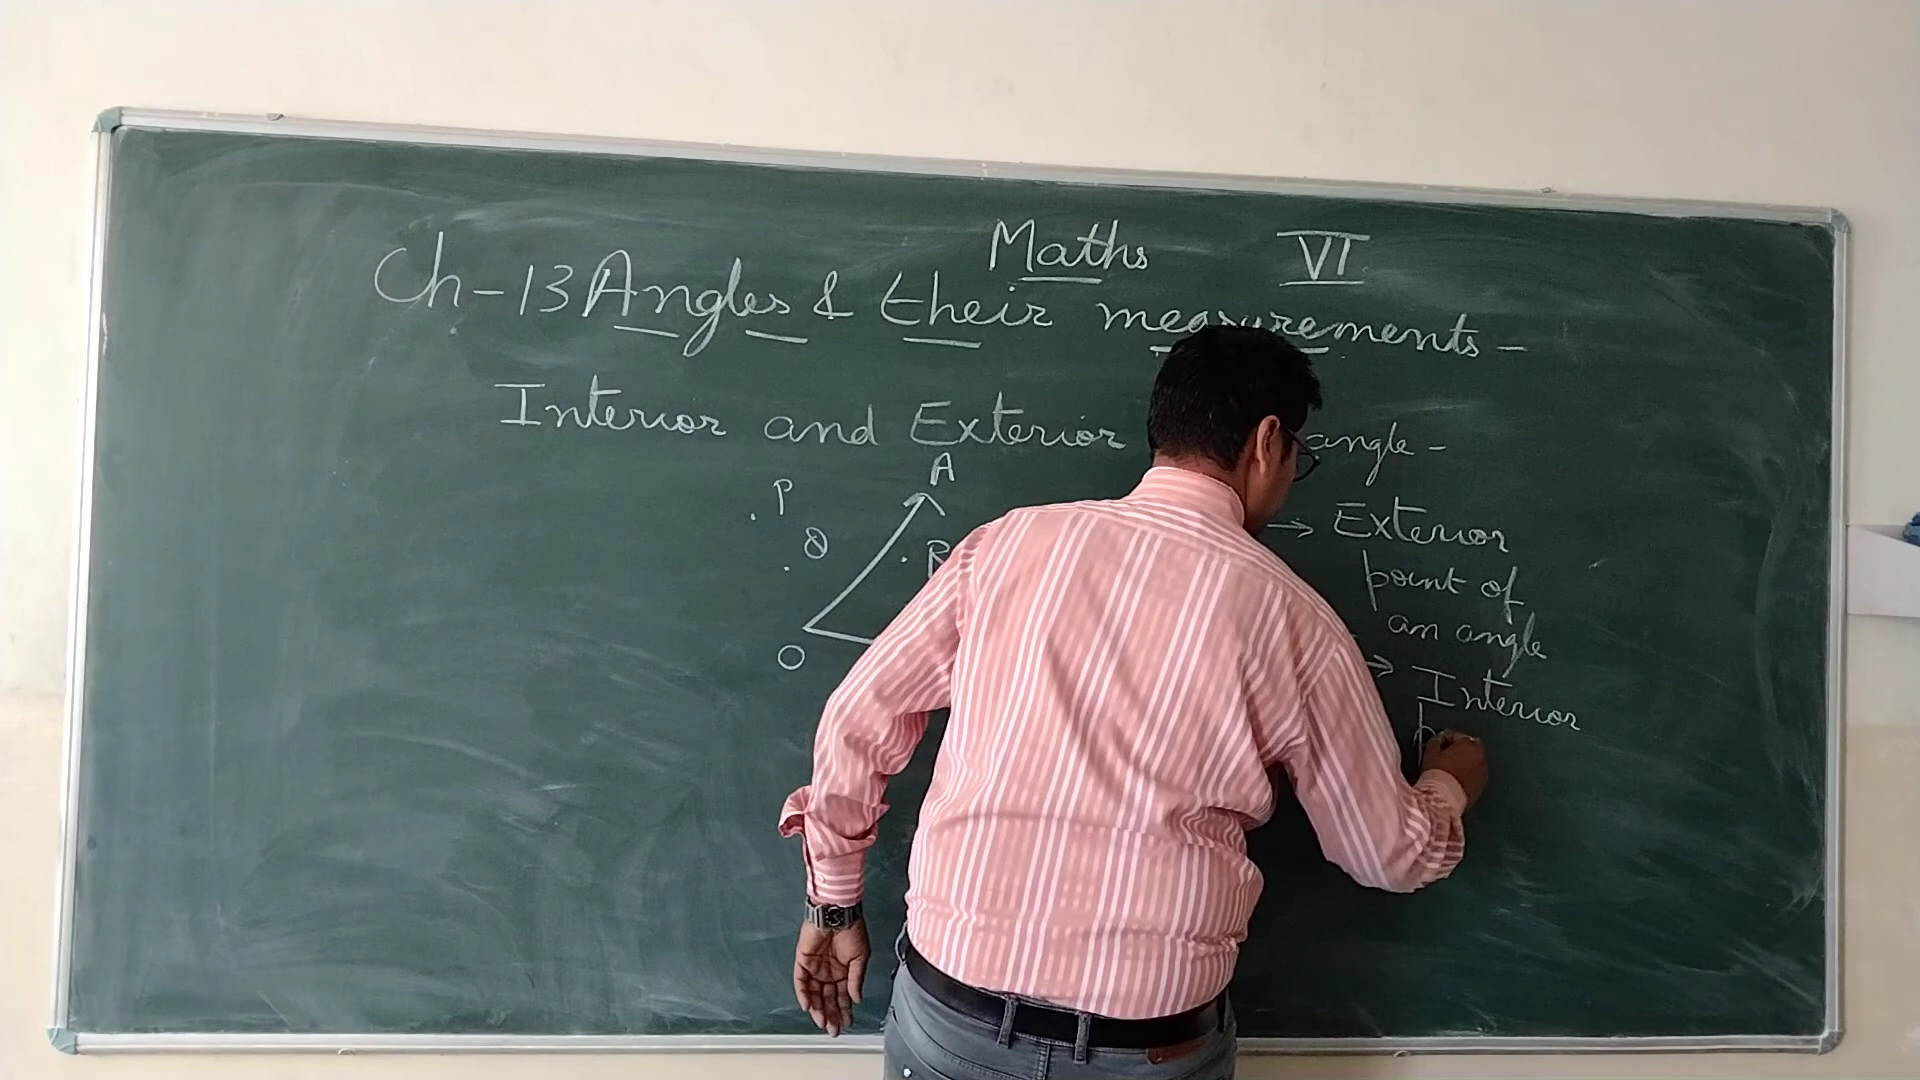 Maths VI
Ch-13 Angles & their measurements -
Interior and Exterior angle -
A
P
Q
R
O
→ Exterior
point of
an angle
→ Interior
p